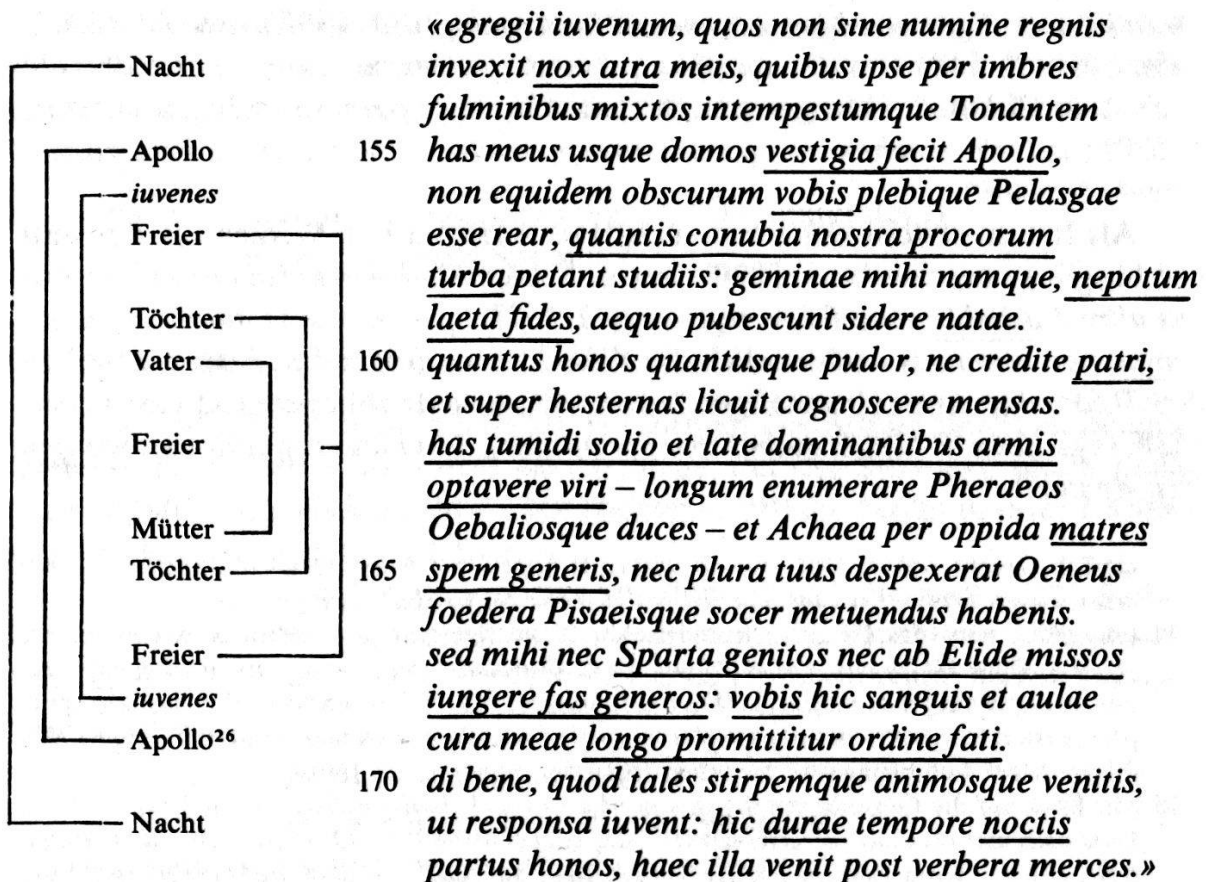 «egregii iuvenum, quos non sine numine regnis
Nacht invexit nox atra meis, quibus ipse per imbres
fulminibus mixtos intempestumque Tonantem
Apollo 155 has meus usque domos vestigia fecit Apollo,
iuvenes non equidem obscurum vobis plebique Pelasgae
Freier esse rear, quantis conubia nostra procorum
turba petant studiis: geminae mihi namque, nepotum
Töchter laeta fides, aequo pubescunt sidere natae.
Vater 160 quantus honos quantusque pudor, ne credite patri,
et super hesternas licuit cognoscere mensas.
Freier has tumidi solio et late dominantibus armis
optavere viri – longum enumerare Pheraeos
Mütter Oebaliosque duces – et Achaea per oppida matres
Töchter 165 spem generis, nec plura tuus despexerat Oeneus
foedera Pisaeisque socer metuendus habenis.
Freier sed mihi nec Sparta genitos nec ab Elide missos
iuvenes iungere fas generos: vobis hic sanguis et aulae
Apollo²⁶ cura meae longo promittitur ordine fati.
170 di bene, quod tales stirpemque animosque venitis,
Nacht ut responsa iuvent: hic durae tempore noctis
partus honos, haec illa venit post verbera merces.»